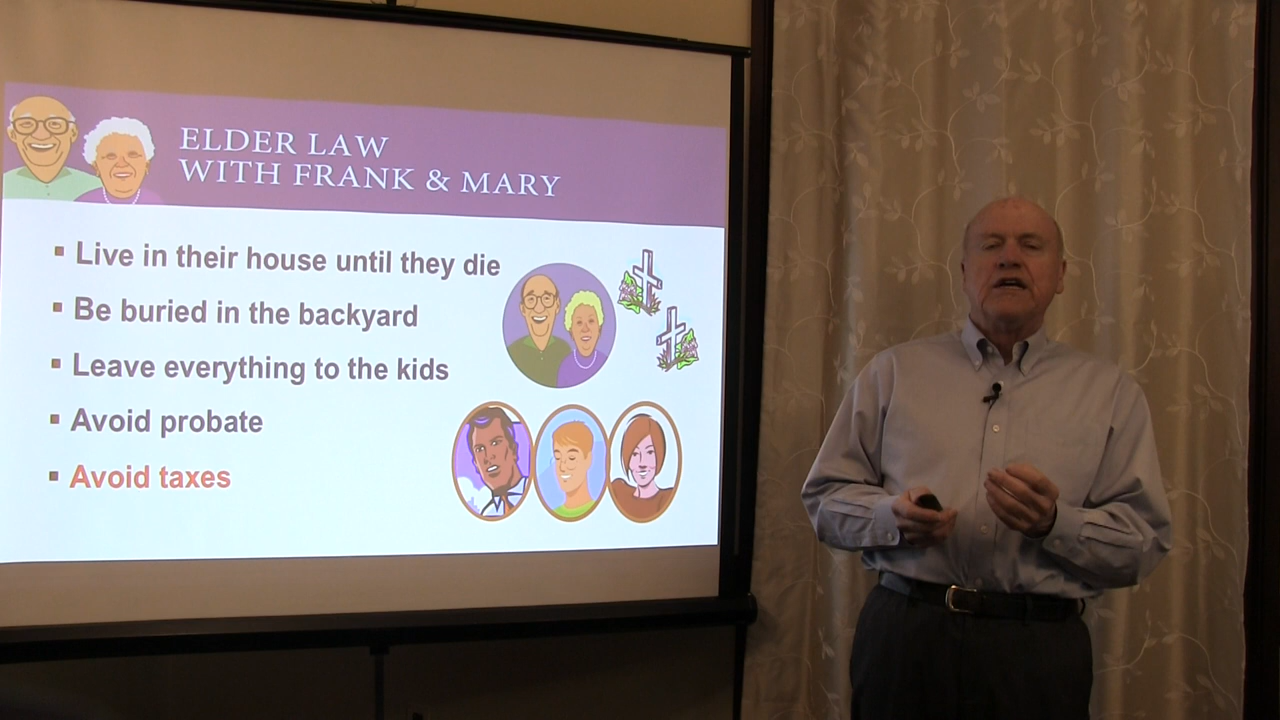 ELDER LAW
WITH FRANK & MARY
▪ Live in their house until they die
▪ Be buried in the backyard
▪ Leave everything to the kids
▪ Avoid probate
▪ Avoid taxes